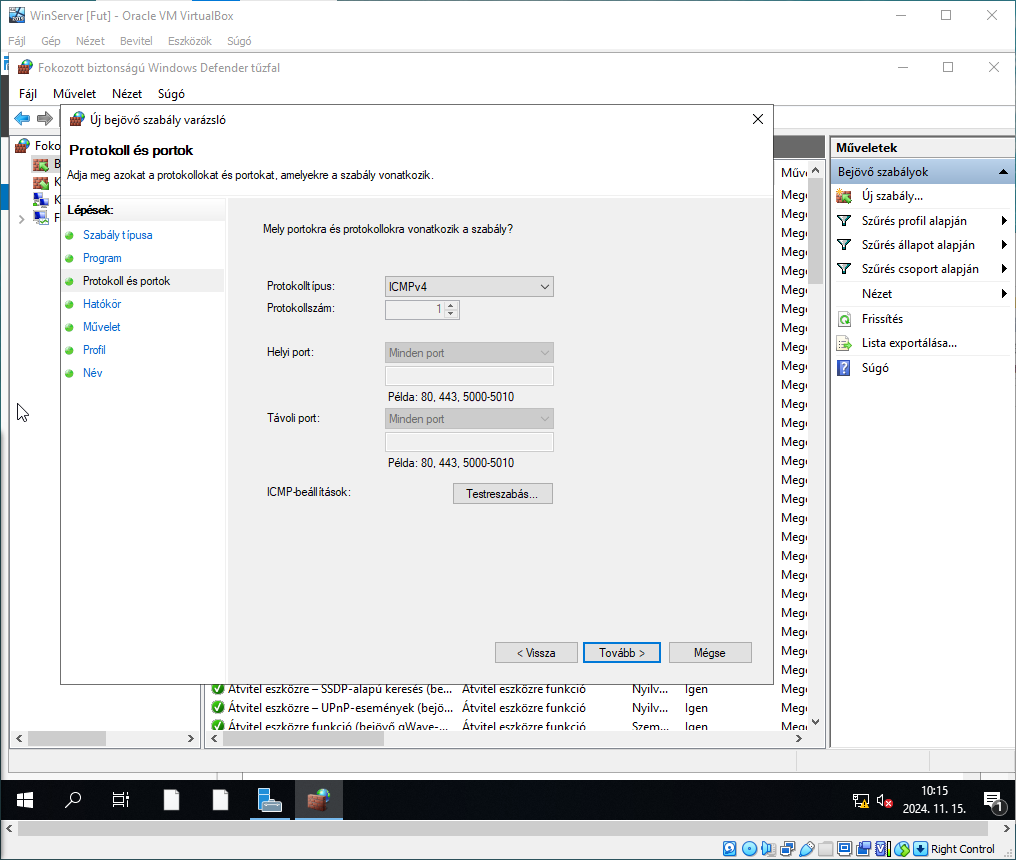 WinServer [Fut] - Oracle VM VirtualBox
Fájl Gép Nézet Bevitel Eszközök Súgó
Fokozott biztonságú Windows Defender tűzfal
Fájl Művelet Nézet Súgó
Új bejövő szabály varázsló
Protokoll és portok
Adja meg azokat a protokollokat és portokat, amelyekre a szabály vonatkozik.
Lépések:
Szabály típusa
Program
Protokoll és portok
Hatókör
Művelet
Profil
Név
Mely portokra és protokollokra vonatkozik a szabály?
Protokolltípus: ICMPv4
Protokollszám: 1
Helyi port: Minden port
Példa: 80, 443, 5000-5010
Távoli port: Minden port
Példa: 80, 443, 5000-5010
ICMP-beállítások: Testreszabás...
< Vissza Tovább > Mégse
Műveletek
Bejövő szabályok
Új szabály...
Szűrés profil alapján
Szűrés állapot alapján
Szűrés csoport alapján
Nézet
Frissítés
Lista exportálása...
Súgó
Átvitel eszközre – SSDP-alapú keresés (be... Átvitel eszközre funkció Nyilv... Igen
Átvitel eszközre – UPnP-események (bejö... Átvitel eszközre funkció Nyilv... Igen
Átvitel eszközre funkció (bejövő qWave-... Átvitel eszközre funkció Szem... Igen
10:15
2024. 11. 15.
1
Right Control